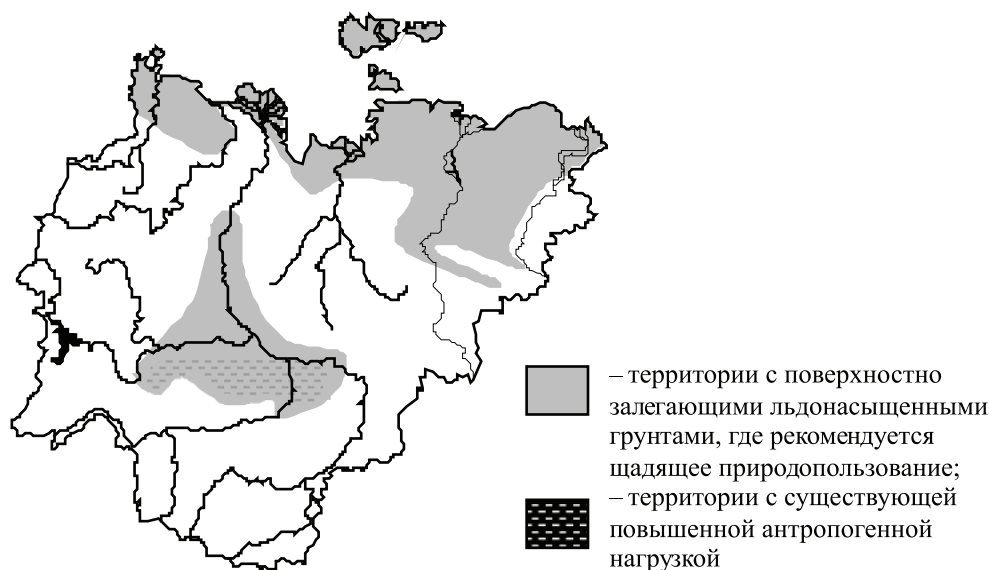 – территории с поверхностно
залегающими льдонасыщенными
грунтами, где рекомендуется
щадящее природопользование;
– территории с существующей
повышенной антропогенной
нагрузкой